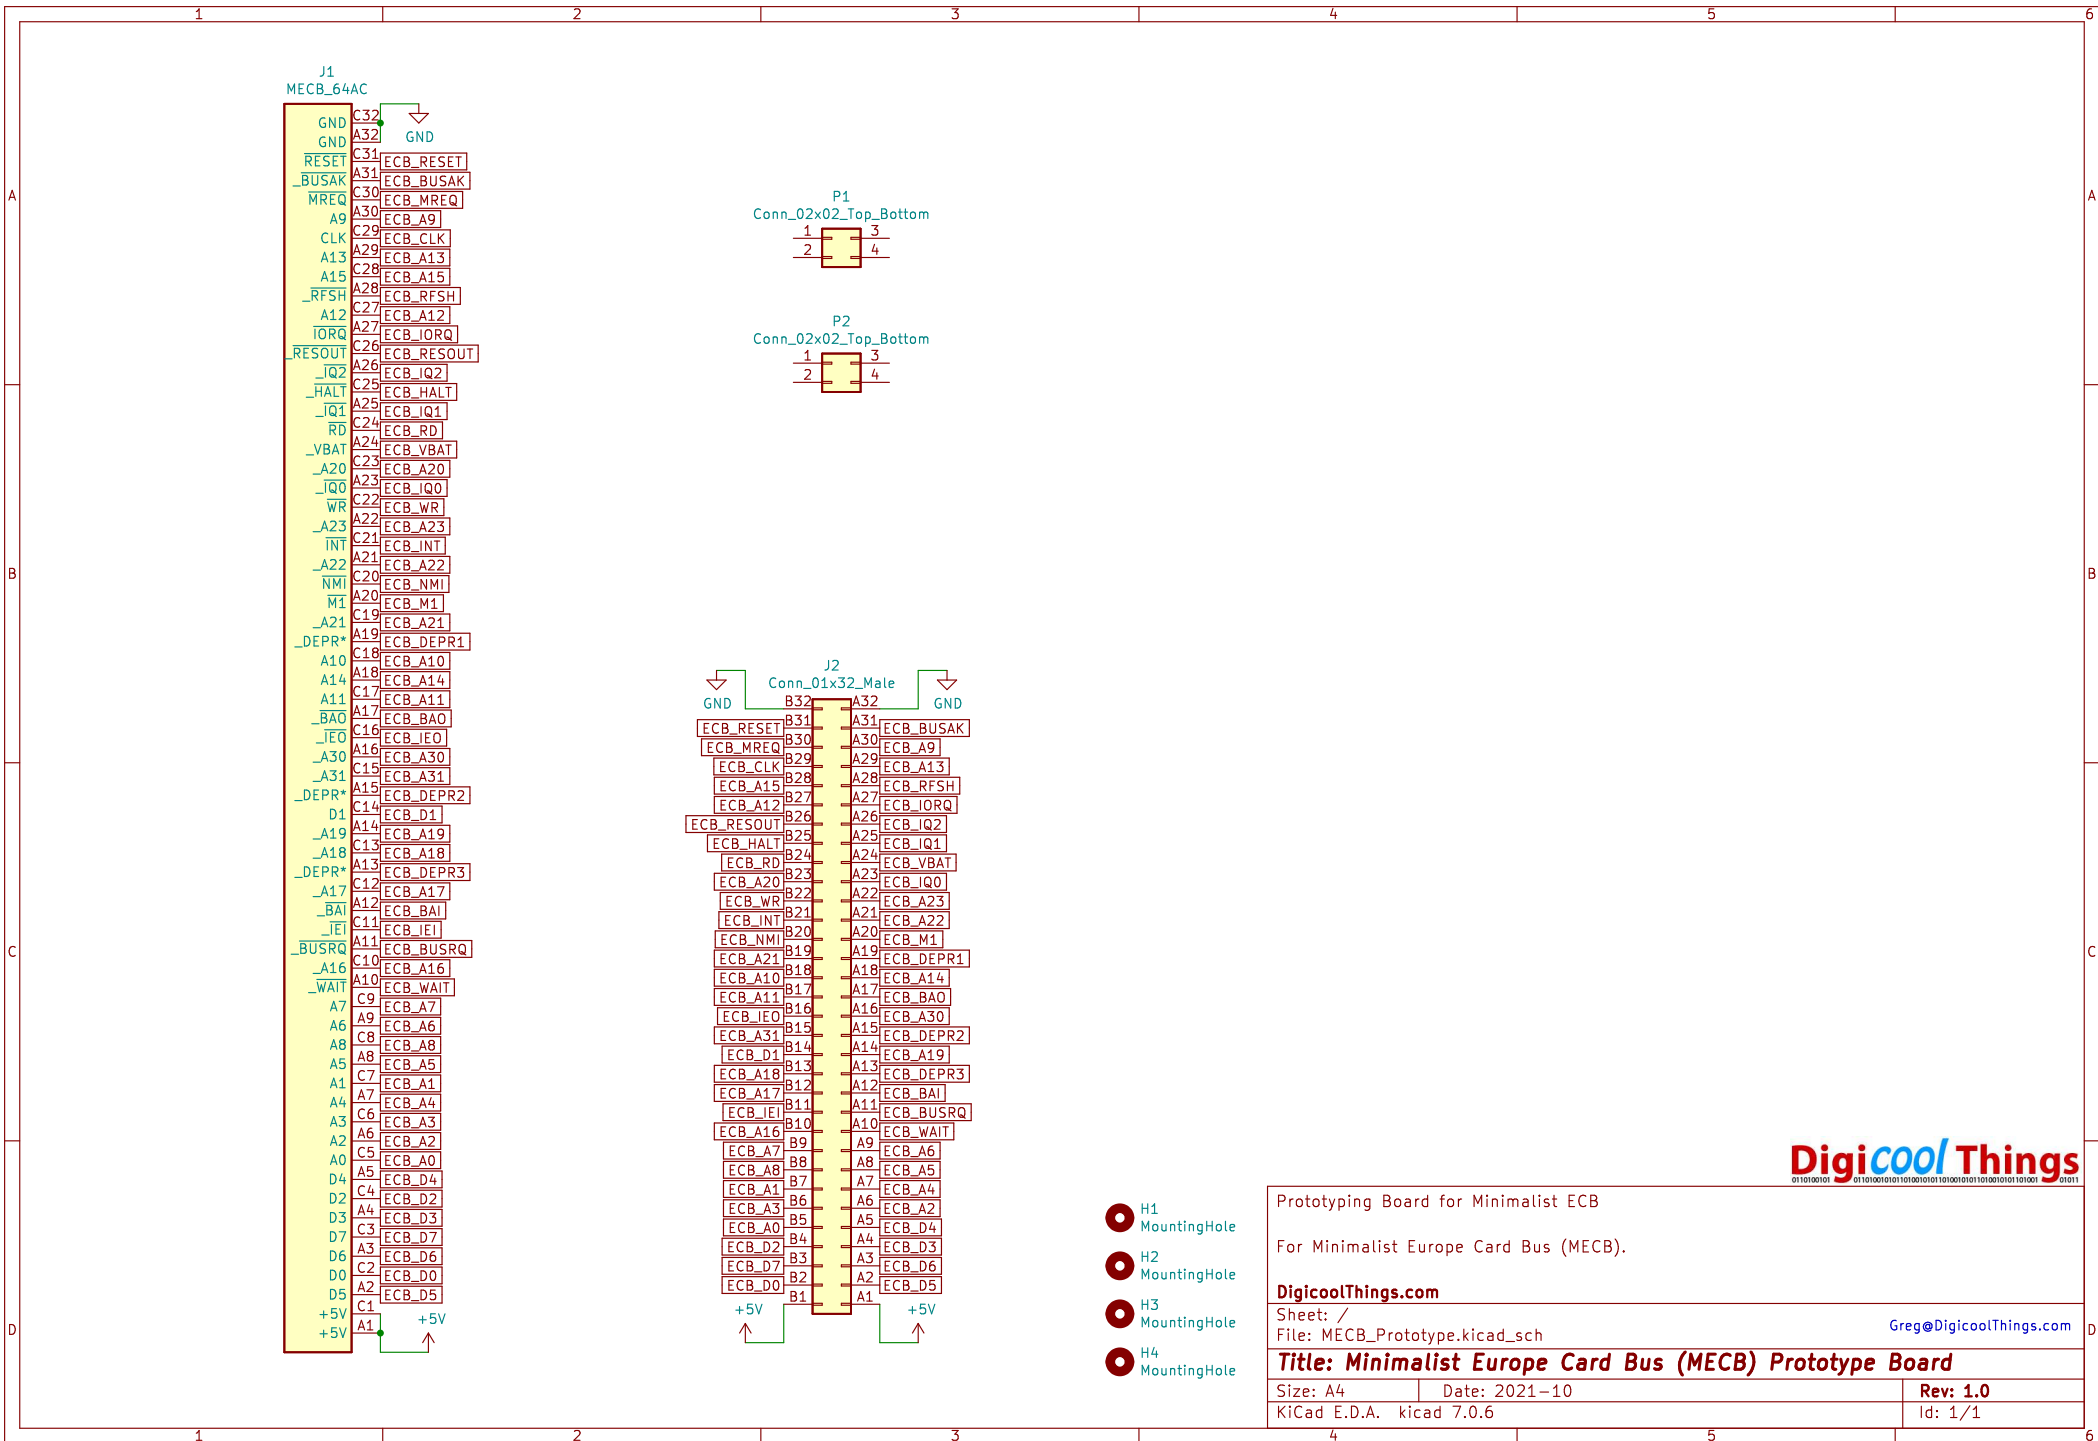 1 2 3 4 5 6
J1
MECB_64AC
GND C32
GND
GND A32
RESET C31 ECB_RESET
_BUSAK A31 ECB_BUSAK
MREQ C30 ECB_MREQ
A9 A30 ECB_A9
CLK C29 ECB_CLK
A13 A29 ECB_A13
A15 C28 ECB_A15
_RFSH A28 ECB_RFSH
A12 C27 ECB_A12
IORQ A27 ECB_IORQ
_RESOUT C26 ECB_RESOUT
_IQ2 A26 ECB_IQ2
_HALT C25 ECB_HALT
_IQ1 A25 ECB_IQ1
RD C24 ECB_RD
_VBAT A24 ECB_VBAT
_A20 C23 ECB_A20
_IQ0 A23 ECB_IQ0
WR C22 ECB_WR
_A23 A22 ECB_A23
INT C21 ECB_INT
_A22 A21 ECB_A22
NMI C20 ECB_NMI
M1 A20 ECB_M1
_A21 C19 ECB_A21
_DEPR* A19 ECB_DEPR1
A10 C18 ECB_A10
A14 A18 ECB_A14
A11 C17 ECB_A11
_BAO A17 ECB_BAO
_IEO C16 ECB_IEO
_A30 A16 ECB_A30
_A31 C15 ECB_A31
_DEPR* A15 ECB_DEPR2
D1 C14 ECB_D1
_A19 A14 ECB_A19
_A18 C13 ECB_A18
_DEPR* A13 ECB_DEPR3
_A17 C12 ECB_A17
_BAI A12 ECB_BAI
_IEI C11 ECB_IEI
_BUSRQ A11 ECB_BUSRQ
_A16 C10 ECB_A16
_WAIT A10 ECB_WAIT
A7 C9 ECB_A7
A6 A9 ECB_A6
A8 C8 ECB_A8
A5 A8 ECB_A5
A1 C7 ECB_A1
A4 A7 ECB_A4
A3 C6 ECB_A3
A2 A6 ECB_A2
A0 C5 ECB_A0
D4 A5 ECB_D4
D2 C4 ECB_D2
D3 A4 ECB_D3
D7 C3 ECB_D7
D6 A3 ECB_D6
D0 C2 ECB_D0
D5 A2 ECB_D5
+5V C1
+5V
+5V A1
P1
Conn_02x02_Top_Bottom
1 3
2 4
P2
Conn_02x02_Top_Bottom
1 3
2 4
J2
Conn_01x32_Male
GND B32 A32 GND
ECB_RESET B31 A31 ECB_BUSAK
ECB_MREQ B30 A30 ECB_A9
ECB_CLK B29 A29 ECB_A13
ECB_A15 B28 A28 ECB_RFSH
ECB_A12 B27 A27 ECB_IORQ
ECB_RESOUT B26 A26 ECB_IQ2
ECB_HALT B25 A25 ECB_IQ1
ECB_RD B24 A24 ECB_VBAT
ECB_A20 B23 A23 ECB_IQ0
ECB_WR B22 A22 ECB_A23
ECB_INT B21 A21 ECB_A22
ECB_NMI B20 A20 ECB_M1
ECB_A21 B19 A19 ECB_DEPR1
ECB_A10 B18 A18 ECB_A14
ECB_A11 B17 A17 ECB_BAO
ECB_IEO B16 A16 ECB_A30
ECB_A31 B15 A15 ECB_DEPR2
ECB_D1 B14 A14 ECB_A19
ECB_A18 B13 A13 ECB_DEPR3
ECB_A17 B12 A12 ECB_BAI
ECB_IEI B11 A11 ECB_BUSRQ
ECB_A16 B10 A10 ECB_WAIT
ECB_A7 B9 A9 ECB_A6
ECB_A8 B8 A8 ECB_A5
ECB_A1 B7 A7 ECB_A4
ECB_A3 B6 A6 ECB_A2
ECB_A0 B5 A5 ECB_D4
ECB_D2 B4 A4 ECB_D3
ECB_D7 B3 A3 ECB_D6
ECB_D0 B2 A2 ECB_D5
+5V B1 A1 +5V
H1
MountingHole
H2
MountingHole
H3
MountingHole
H4
MountingHole
Digicool Things
Prototyping Board for Minimalist ECB
For Minimalist Europe Card Bus (MECB).
DigicoolThings.com
Sheet: /
File: MECB_Prototype.kicad_sch
Greg@DigicoolThings.com
Title: Minimalist Europe Card Bus (MECB) Prototype Board
Size: A4 Date: 2021-10 Rev: 1.0
KiCad E.D.A. kicad 7.0.6 Id: 1/1
A A
B B
C C
D D
1 2 3 4 5 6